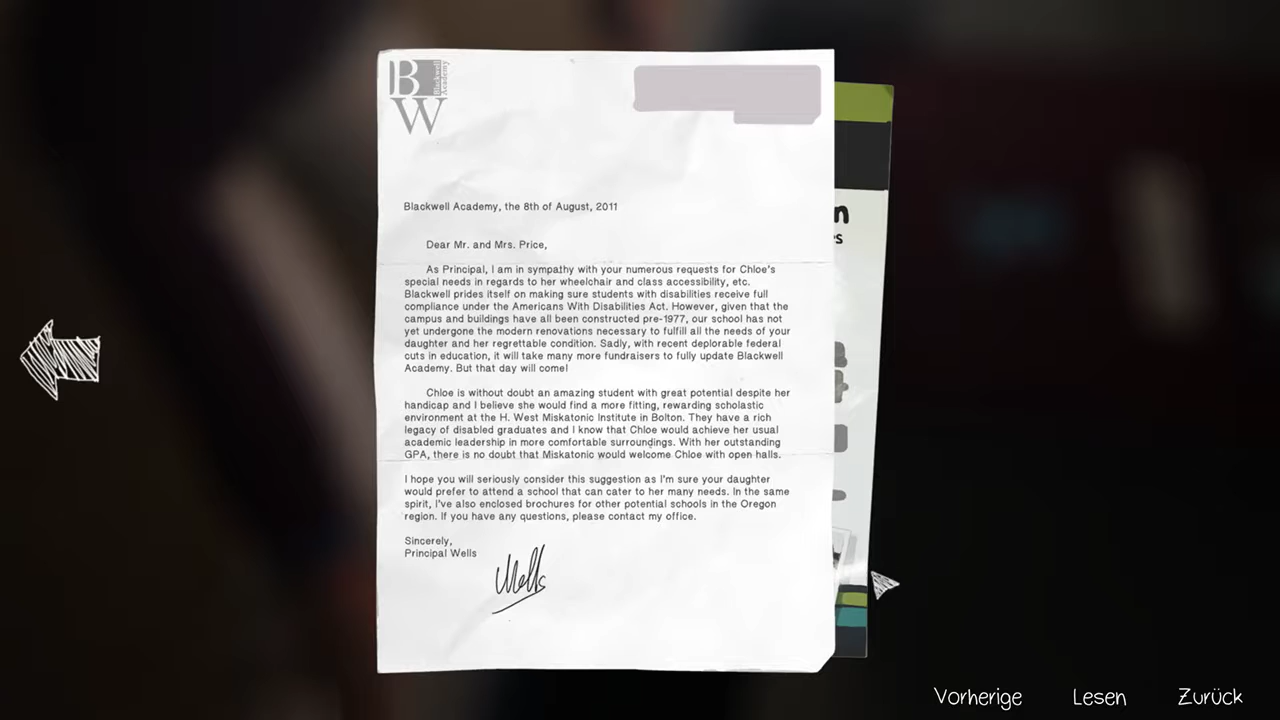 B
Blackwell Academy
W
Blackwell Academy, the 8th of August, 2011
Dear Mr. and Mrs. Price,
As Principal, I am in sympathy with your numerous requests for Chloe's
special needs in regards to her wheelchair and class accessibility, etc.
Blackwell prides itself on making sure students with disabilities receive full
compliance under the Americans With Disabilities Act. However, given that the
campus and buildings have all been constructed pre-1977, our school has not
yet undergone the modern renovations necessary to fulfill all the needs of your
daughter and her regrettable condition. Sadly, with recent deplorable federal
cuts in education, it will take many more fundraisers to fully update Blackwell
Academy. But that day will come!
Chloe is without doubt an amazing student with great potential despite her
handicap and I believe she would find a more fitting, rewarding scholastic
environment at the H. West Miskatonic Institute in Bolton. They have a rich
legacy of disabled graduates and I know that Chloe would achieve her usual
academic leadership in more comfortable surroundings. With her outstanding
GPA, there is no doubt that Miskatonic would welcome Chloe with open halls.
I hope you will seriously consider this suggestion as I'm sure your daughter
would prefer to attend a school that can cater to her many needs. In the same
spirit, I've also enclosed brochures for other potential schools in the Oregon
region. If you have any questions, please contact my office.
Sincerely,
Principal Wells
Wells
n
s
Vorherige Lesen Zurück